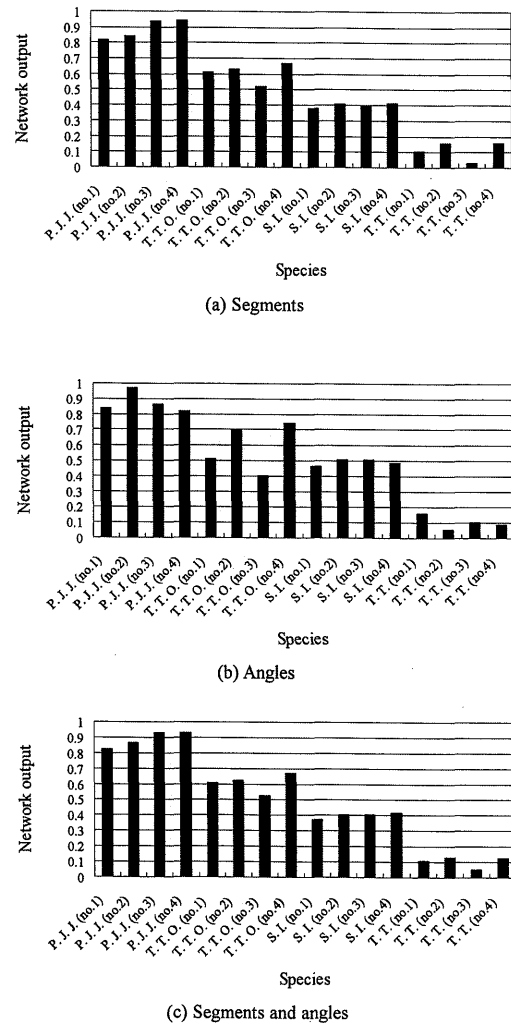 Network output
1
0.9
0.8
0.7
0.6
0.5
0.4
0.3
0.2
0.1
0
P. J. J. (no.1)
P. J. J. (no.2)
P. J. J. (no.3)
P. J. J. (no.4)
T. T. O. (no.1)
T. T. O. (no.2)
T. T. O. (no.3)
T. T. O. (no.4)
S. I. (no.1)
S. I. (no.2)
S. I. (no.3)
S. I. (no.4)
T. T. (no.1)
T. T. (no.2)
T. T. (no.3)
T. T. (no.4)
Species
(a) Segments
Network output
1
0.9
0.8
0.7
0.6
0.5
0.4
0.3
0.2
0.1
0
P. J. J. (no.1)
P. J. J. (no.2)
P. J. J. (no.3)
P. J. J. (no.4)
T. T. O. (no.1)
T. T. O. (no.2)
T. T. O. (no.3)
T. T. O. (no.4)
S. I. (no.1)
S. I. (no.2)
S. I. (no.3)
S. I. (no.4)
T. T. (no.1)
T. T. (no.2)
T. T. (no.3)
T. T. (no.4)
Species
(b) Angles
Network output
1
0.9
0.8
0.7
0.6
0.5
0.4
0.3
0.2
0.1
0
P. J. J. (no.1)
P. J. J. (no.2)
P. J. J. (no.3)
P. J. J. (no.4)
T. T. O. (no.1)
T. T. O. (no.2)
T. T. O. (no.3)
T. T. O. (no.4)
S. I. (no.1)
S. I. (no.2)
S. I. (no.3)
S. I. (no.4)
T. T. (no.1)
T. T. (no.2)
T. T. (no.3)
T. T. (no.4)
Species
(c) Segments and angles